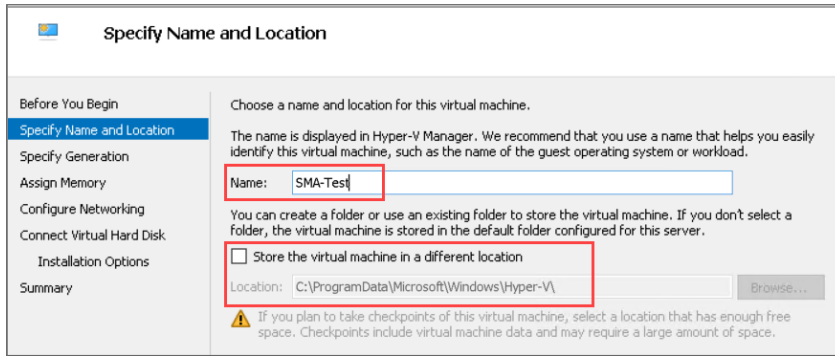 Specify Name and Location
Before You Begin
Specify Name and Location
Specify Generation
Assign Memory
Configure Networking
Connect Virtual Hard Disk
Installation Options
Summary
Choose a name and location for this virtual machine.
The name is displayed in Hyper-V Manager. We recommend that you use a name that helps you easily
identify this virtual machine, such as the name of the guest operating system or workload.
Name: SMA-Test
You can create a folder or use an existing folder to store the virtual machine. If you don't select a
folder, the virtual machine is stored in the default folder configured for this server.
Store the virtual machine in a different location
Location: C:\ProgramData\Microsoft\Windows\Hyper-V\ Browse...
If you plan to take checkpoints of this virtual machine, select a location that has enough free
space. Checkpoints include virtual machine data and may require a large amount of space.